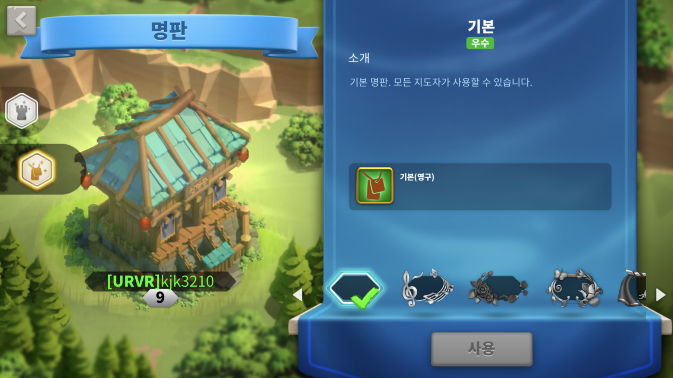 명판
기본
우수
소개
기본 명판. 모든 지도자가 사용할 수 있습니다.
기본(영구)
[URVR]kjk3210
9
사용